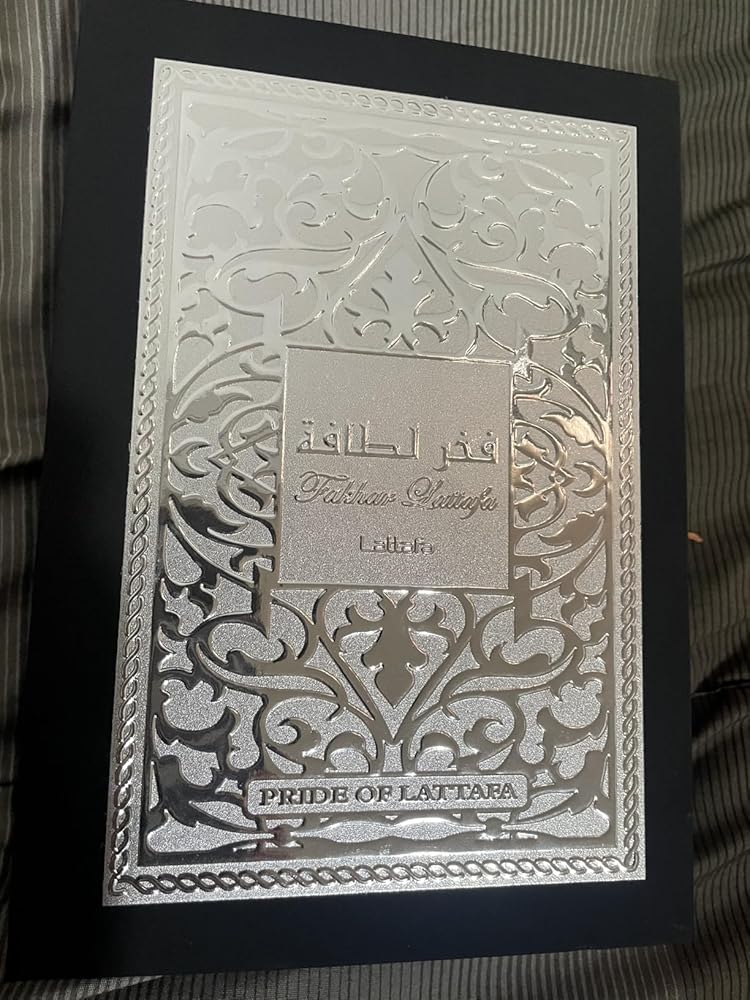 فخر لطافة
Fakhar Lattafa
Lattafa
PRIDE OF LATTAFA